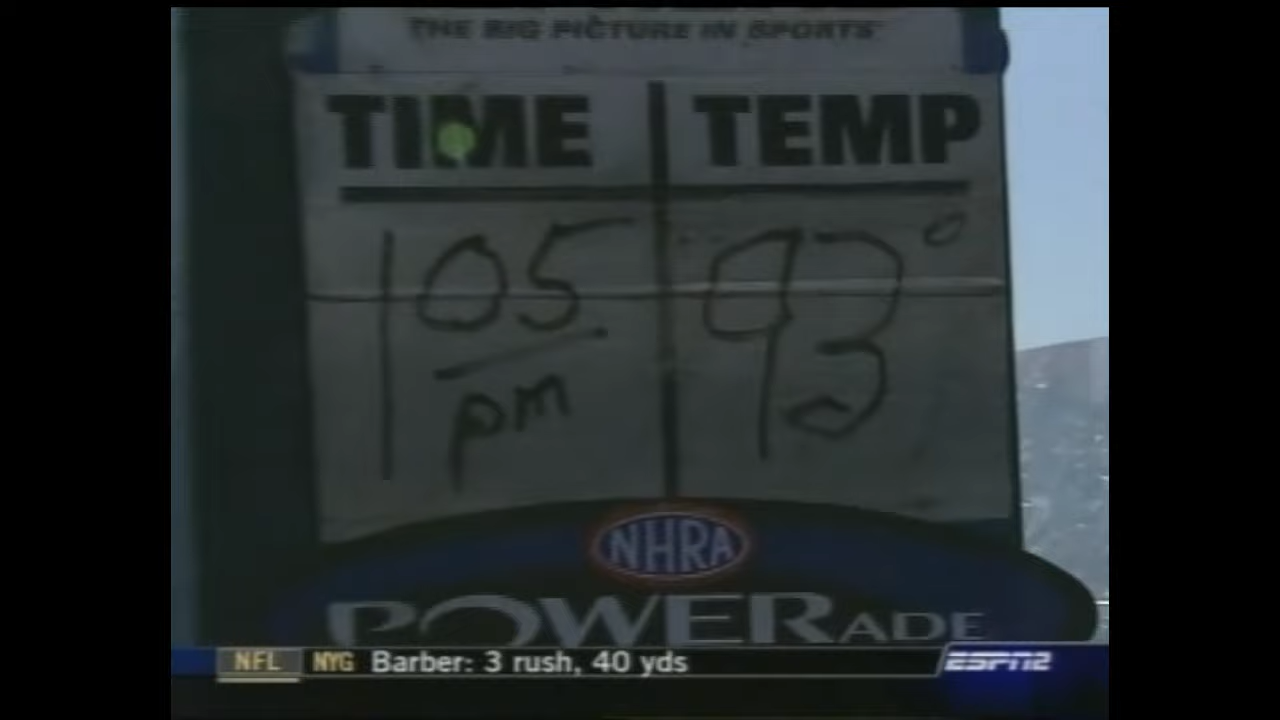 THE BIG PICTURE IN SPORTS
TIME TEMP
105 93°
pm
NHRA
POWERADE
NFL NYG Barber: 3 rush, 40 yds ESPN2